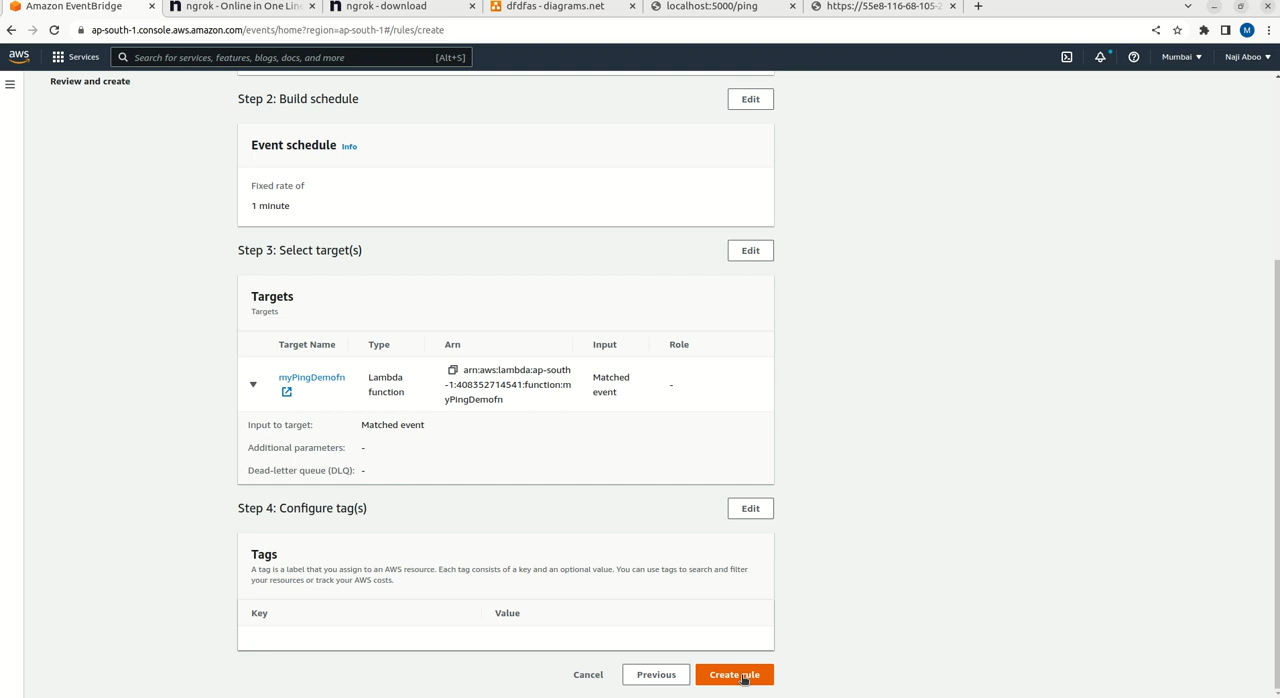 Amazon EventBridge
ngrok - Online in One Line
ngrok - download
dfdfas - diagrams.net
localhost:5000/ping
https://55e8-116-68-105-2
ap-south-1.console.aws.amazon.com/events/home?region=ap-south-1#/rules/create
M
aws
Services
Search for services, features, blogs, docs, and more
[Alt+S]
Mumbai
Naji Aboo
Review and create
Step 2: Build schedule
Edit
Event schedule Info
Fixed rate of
1 minute
Step 3: Select target(s)
Edit
Targets
Targets
Target Name
Type
Arn
Input
Role
myPingDemofn
Lambda
function
arn:aws:lambda:ap-south
-1:408352714541:function:m
yPingDemofn
Matched
event
-
Input to target: Matched event
Additional parameters: -
Dead-letter queue (DLQ): -
Step 4: Configure tag(s)
Edit
Tags
A tag is a label that you assign to an AWS resource. Each tag consists of a key and an optional value. You can use tags to search and filter
your resources or track your AWS costs.
Key
Value
Cancel
Previous
Create rule